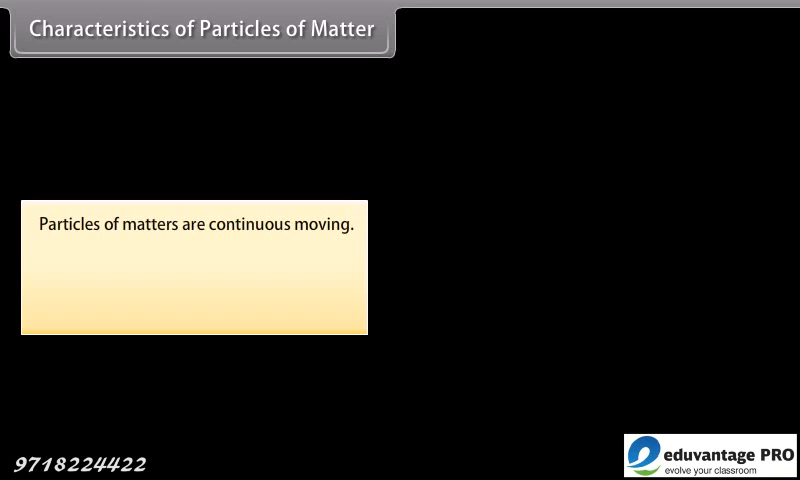 Characteristics of Particles of Matter
Particles of matters are continuous moving.
9718224422
eduvantage PRO
evolve your classroom